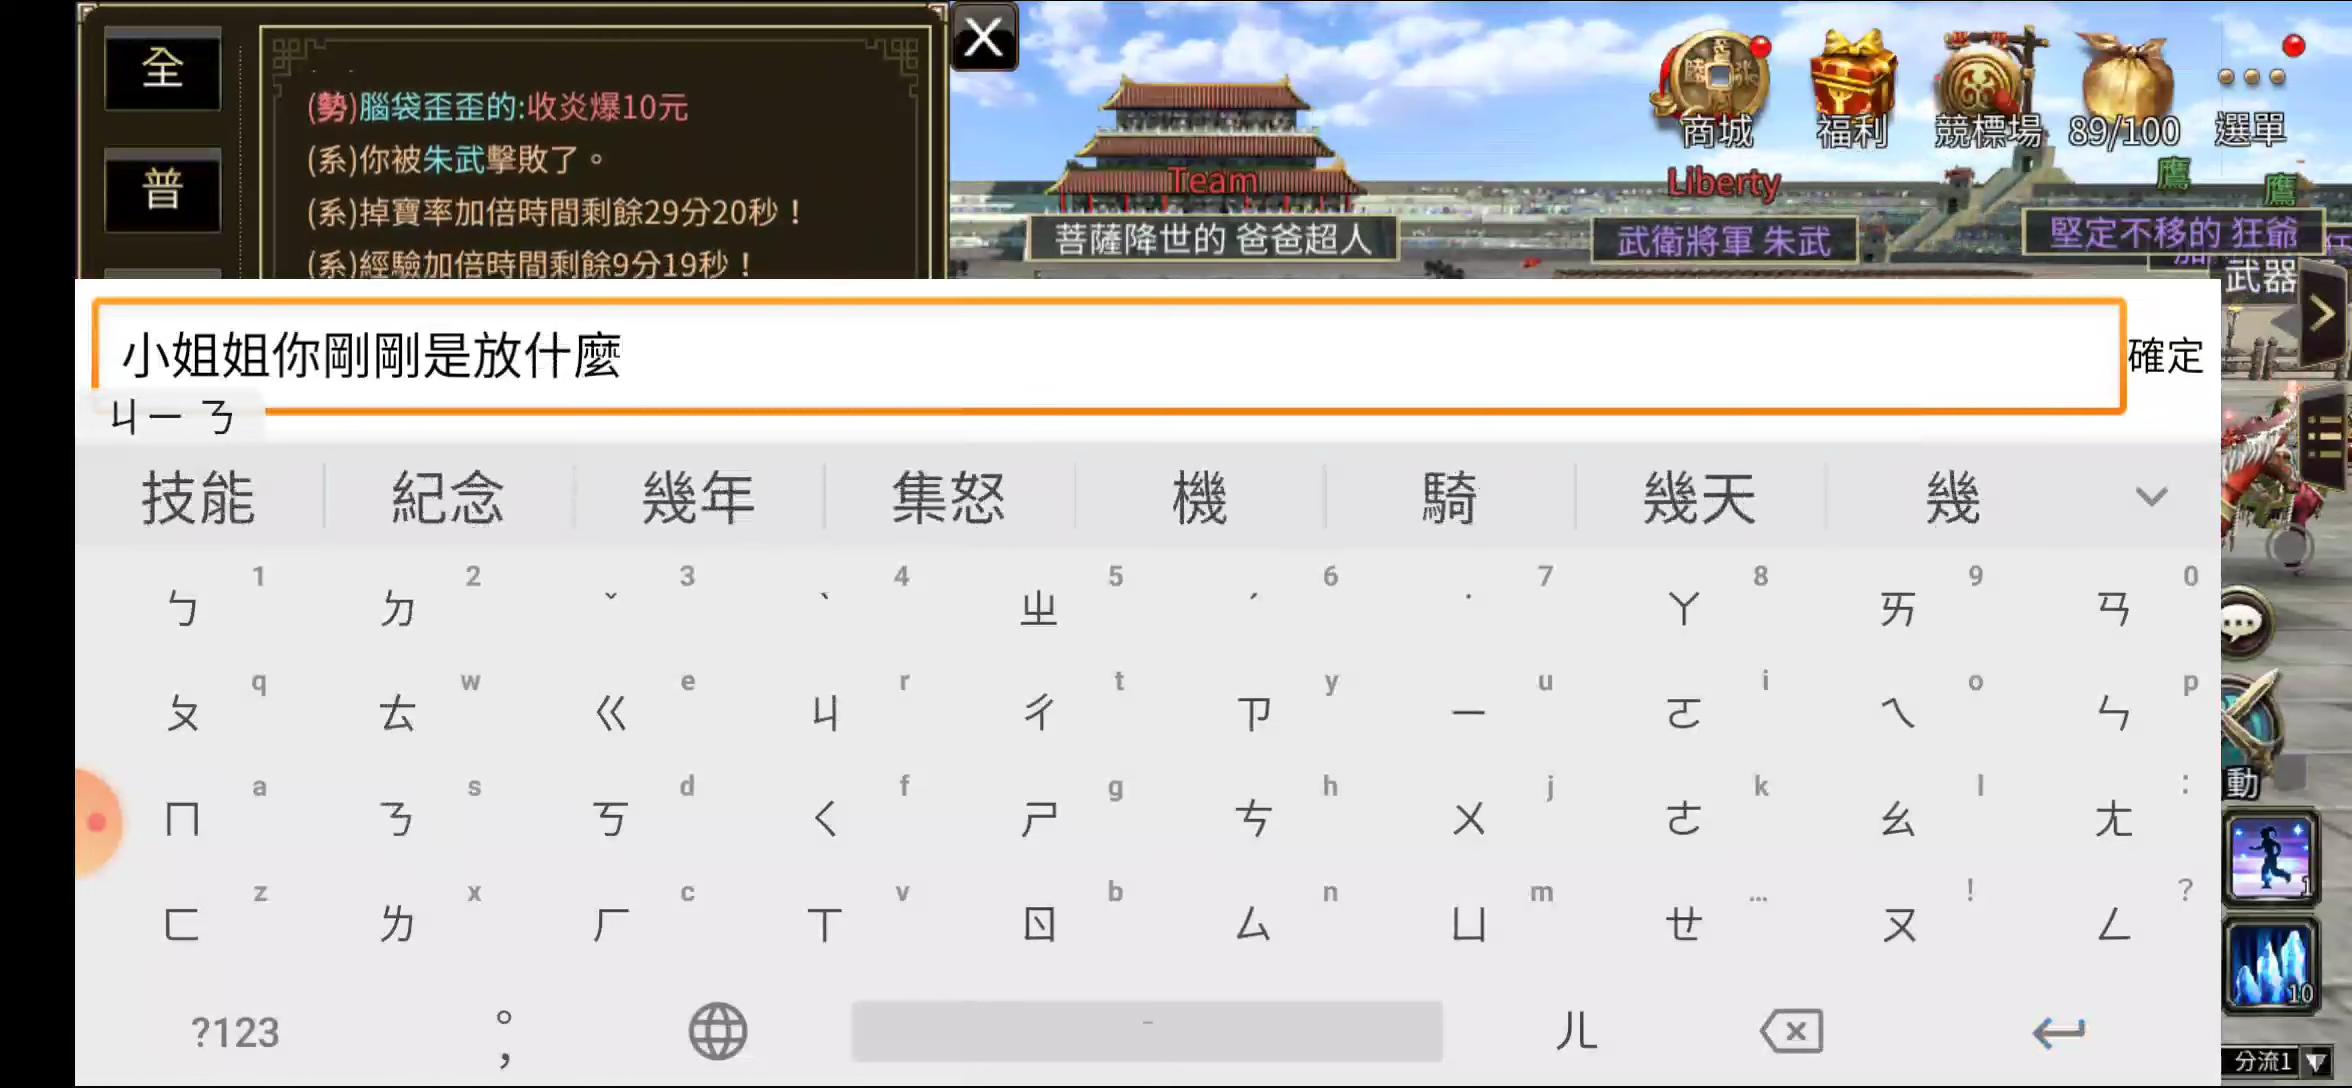 全
普
(勢)腦袋歪歪的:收炎爆10元
(系)你被朱武擊敗了。
(系)掉寶率加倍時間剩餘29分20秒！
(系)經驗加倍時間剩餘9分19秒！
X
商城
福利
競標場
89/100
選單
Team
菩薩降世的 爸爸超人
Liberty
武衛將軍 朱武
鷹
鷹
堅定不移的 狂爺
武器
小姐姐你剛剛是放什麼
確定
ㄐㄧ ㄋ
技能 紀念 幾年 集怒 機 騎 幾天 幾
1 2 3 4 5 6 7 8 9 0
ㄅ ㄉ ˇ ˋ ㄓ ˊ ˙ ㄚ ㄞ ㄢ
q w e r t y u i o p
ㄆ ㄊ ㄍ ㄐ ㄔ ㄗ ㄧ ㄛ ㄟ ㄣ
a s d f g h j k l :
ㄇ ㄋ ㄎ ㄑ ㄕ ㄘ ㄨ ㄜ ㄠ ㄤ
z x c v b n m … ! ?
ㄈ ㄌ ㄏ ㄒ ㄖ ㄙ ㄩ ㄝ ㄡ ㄥ
?123 。， ㄦ
動
1
10
分流1